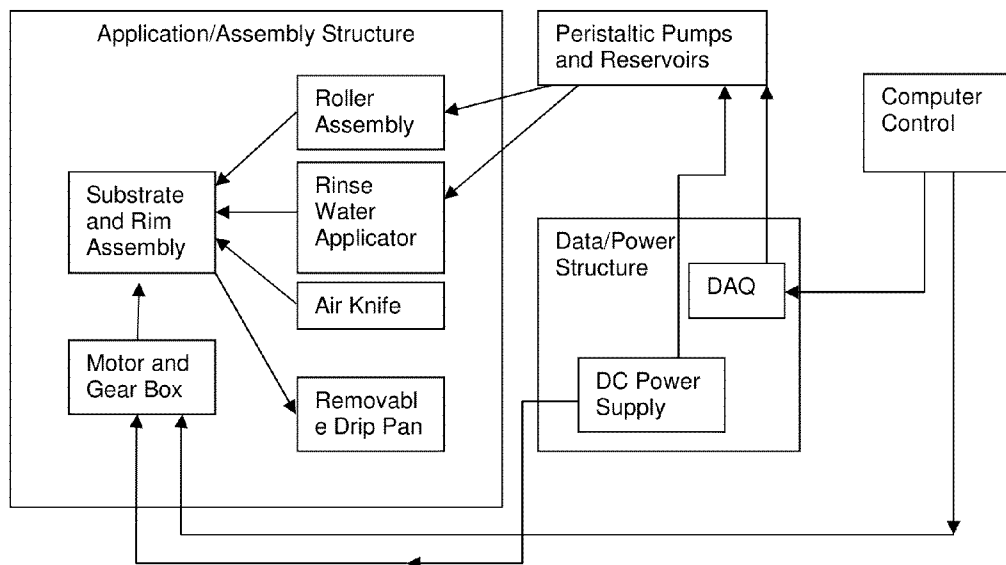 Application/Assembly Structure
Peristaltic Pumps
and Reservoirs
Computer
Control
Roller
Assembly
Substrate
and Rim
Assembly
Rinse
Water
Applicator
Air Knife
Motor and
Gear Box
Removabl
e Drip Pan
Data/Power
Structure
DAQ
DC Power
Supply